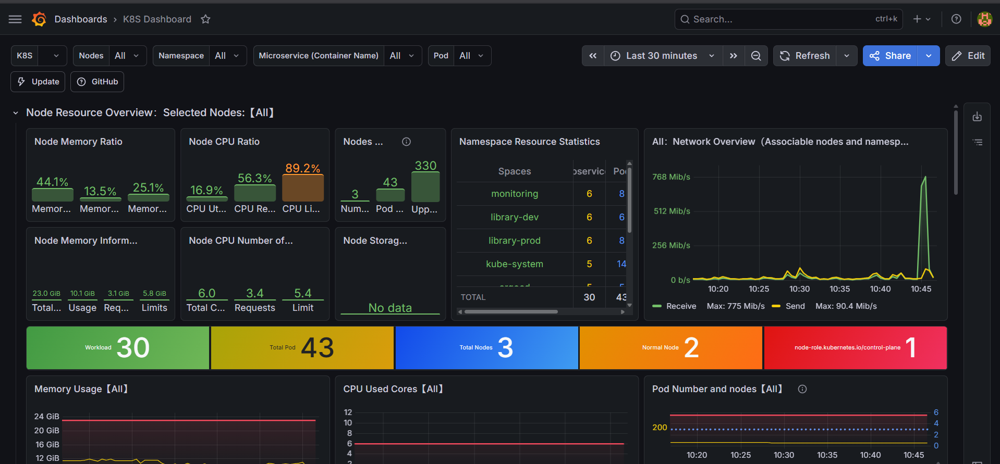 Dashboards › K8S Dashboard
Search... ctrl+k
K8S
Nodes All
Namespace All
Microservice (Container Name) All
Pod All
Last 30 minutes
Refresh
Share
Edit
Update
GitHub
Node Resource Overview：Selected Nodes:【All】
Node Memory Ratio
44.1% 13.5% 25.1%
Memor... Memor... Memor...
Node CPU Ratio
16.9% 56.3% 89.2%
CPU Ut... CPU Re... CPU Li...
Nodes ...
3 43 330
Num... Pod ... Upp...
Namespace Resource Statistics
Spaces oservic Po
monitoring 6 8
library-dev 6 6
library-prod 6 8
kube-system 5 14
TOTAL 30 43
All：Network Overview（Associable nodes and namesp...
768 Mib/s
512 Mib/s
256 Mib/s
0 b/s
10:20 10:25 10:30 10:35 10:40 10:45
Receive Max: 775 Mib/s Send Max: 90.4 Mib/s
Node Memory Inform...
23.0 GiB 10.1 GiB 3.1 GiB 5.8 GiB
Total... Usage Req... Limits
Node CPU Number of...
6.0 3.4 5.4
Total C... Requests Limit
Node Storag...
No data
Workload 30
Total Pod 43
Total Nodes 3
Normal Node 2
node-role.kubernetes.io/control-plane 1
Memory Usage【All】
24 GiB
20 GiB
16 GiB
12 GiB
CPU Used Cores【All】
12
10
8
6
4
Pod Number and nodes【All】
200
6
4
2
0
10:20 10:25 10:30 10:35 10:40 10:45